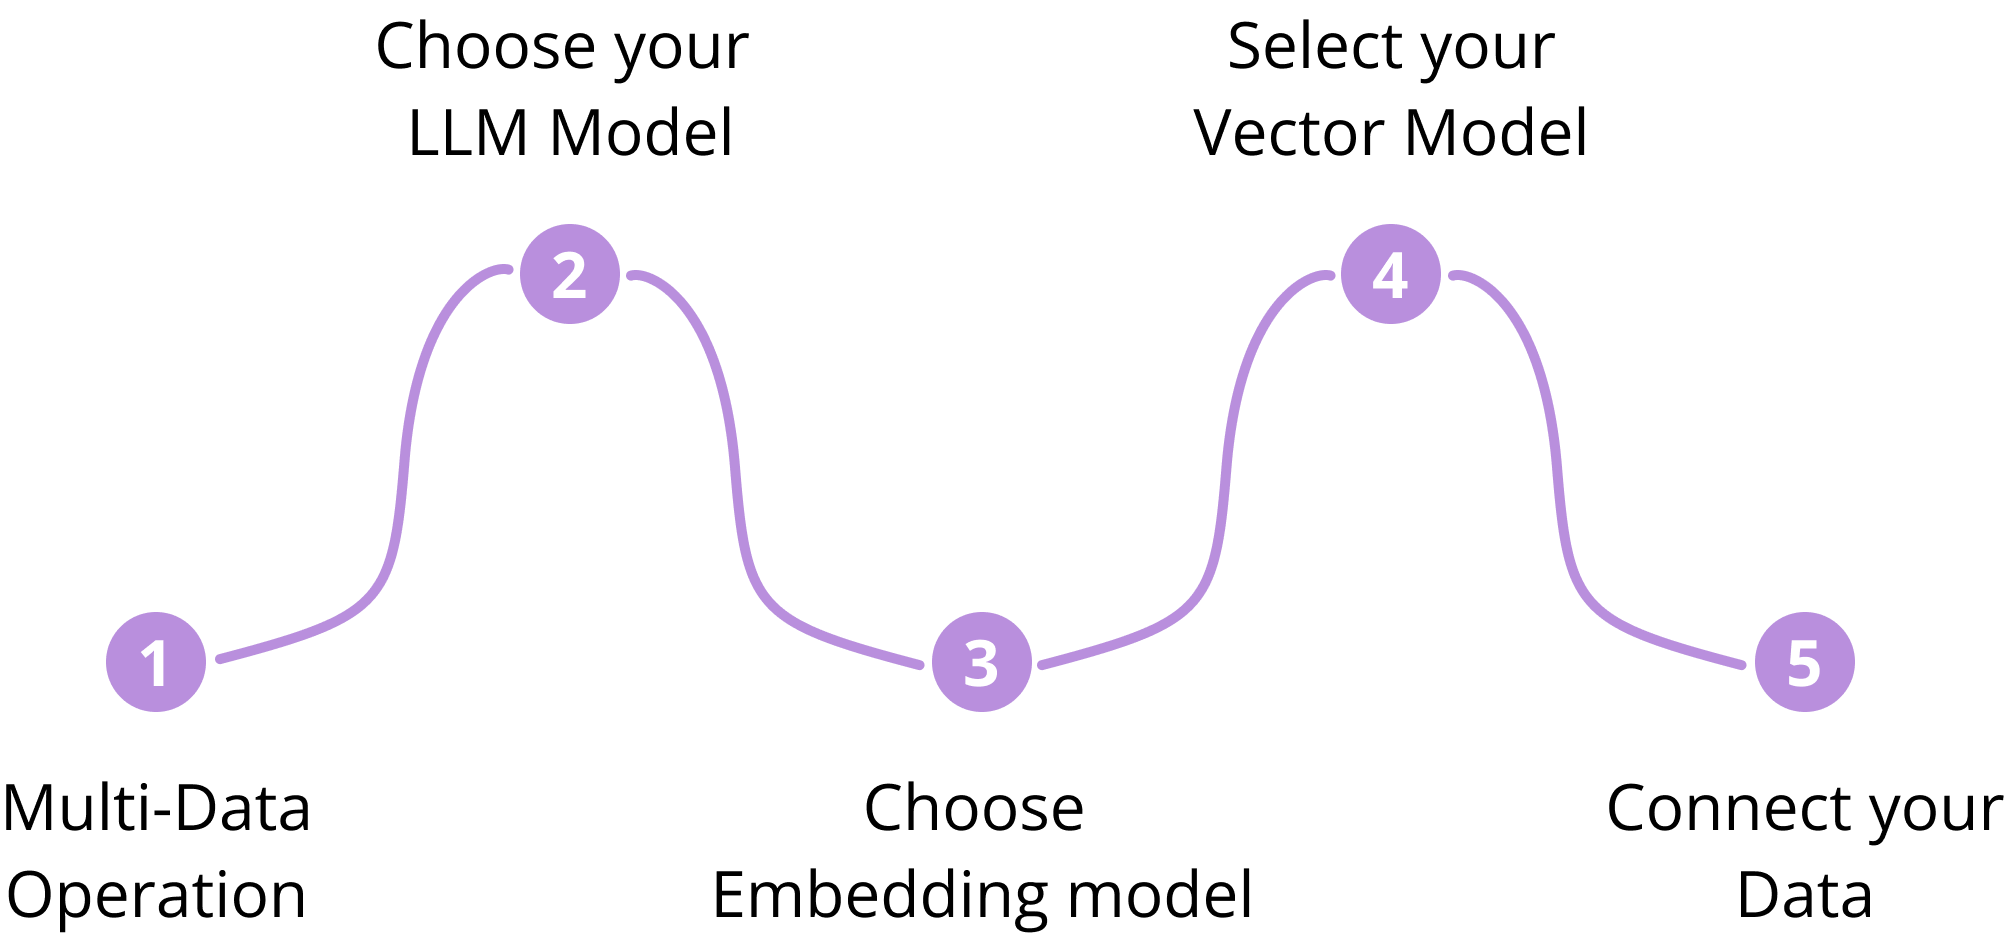 1
Multi-Data
Operation
2
Choose your
LLM Model
3
Choose
Embedding model
4
Select your
Vector Model
5
Connect your
Data